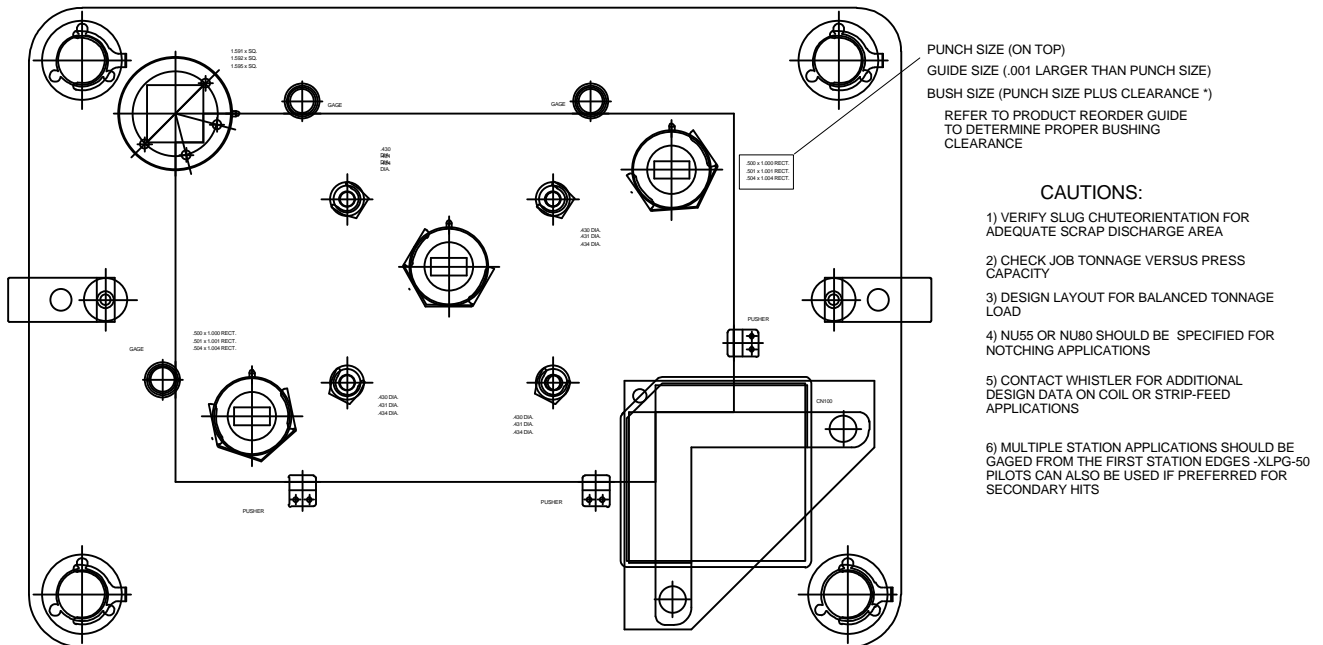 1.591 x SQ.
1.592 x SQ.
1.595 x SQ.
GAGE
GAGE
PUNCH SIZE (ON TOP)
GUIDE SIZE (.001 LARGER THAN PUNCH SIZE)
BUSH SIZE (PUNCH SIZE PLUS CLEARANCE *)
REFER TO PRODUCT REORDER GUIDE
TO DETERMINE PROPER BUSHING
CLEARANCE
.430
DIA.
.500 x 1.000 RECT.
.501 x 1.001 RECT.
.504 x 1.004 RECT.
.430 DIA.
.431 DIA.
.434 DIA.
CAUTIONS:
1) VERIFY SLUG CHUTEORIENTATION FOR
ADEQUATE SCRAP DISCHARGE AREA
2) CHECK JOB TONNAGE VERSUS PRESS
CAPACITY
3) DESIGN LAYOUT FOR BALANCED TONNAGE
LOAD
4) NU55 OR NU80 SHOULD BE SPECIFIED FOR
NOTCHING APPLICATIONS
5) CONTACT WHISTLER FOR ADDITIONAL
DESIGN DATA ON COIL OR STRIP-FEED
APPLICATIONS
6) MULTIPLE STATION APPLICATIONS SHOULD BE
GAGED FROM THE FIRST STATION EDGES -XLPG-50
PILOTS CAN ALSO BE USED IF PREFERRED FOR
SECONDARY HITS
PUSHER
.500 x 1.000 RECT.
.501 x 1.001 RECT.
.504 x 1.004 RECT.
GAGE
.430 DIA.
.431 DIA.
.434 DIA.
.430 DIA.
.431 DIA.
.434 DIA.
CN100
PUSHER
PUSHER